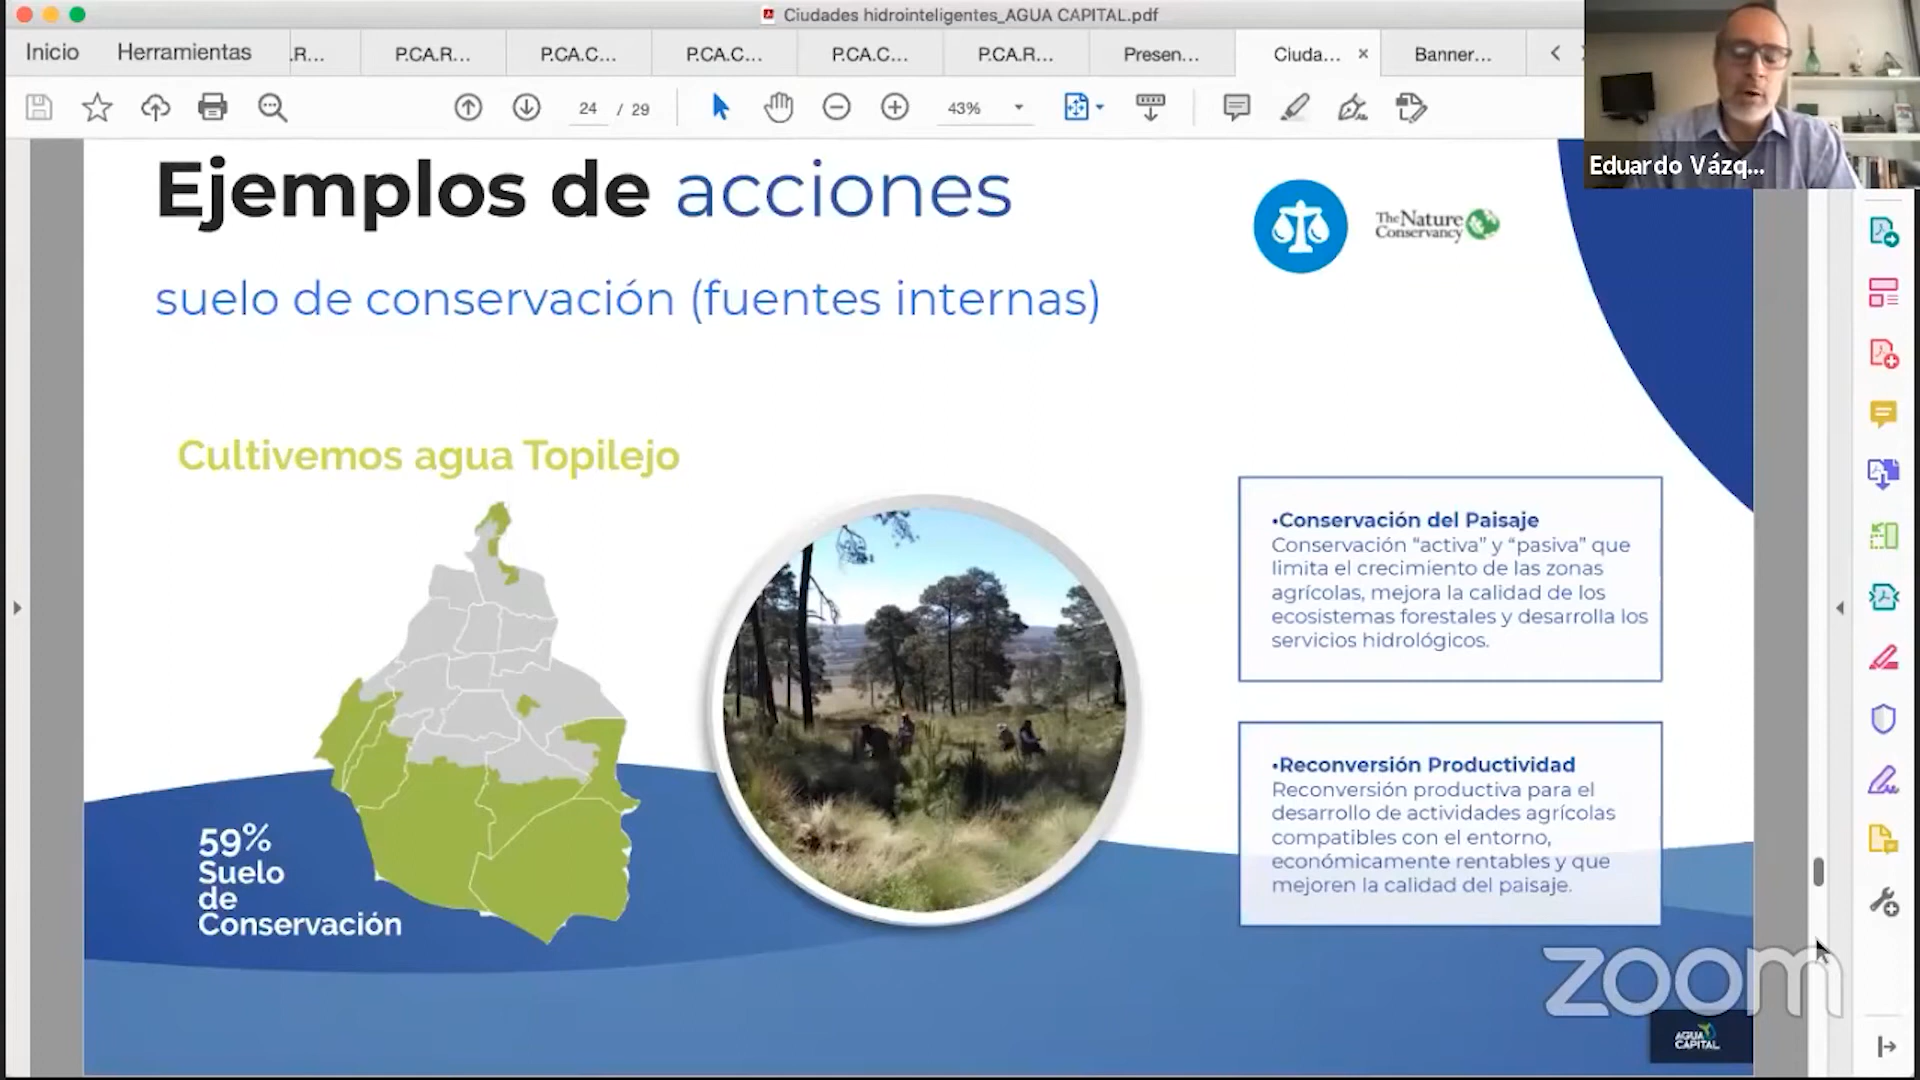 Ciudades hidrointeligentes_AGUA CAPITAL.pdf
Inicio
Herramientas
.R...
P.CA.R...
P.CA.C...
P.CA.C...
P.CA.C...
P.CA.R...
Presen...
Ciuda...
Banner...
24 / 29
43%
Eduardo Vázq...
Ejemplos de acciones
The Nature
Conservancy
suelo de conservación (fuentes internas)
Cultivemos agua Topilejo
•Conservación del Paisaje
Conservación “activa” y “pasiva” que
limita el crecimiento de las zonas
agrícolas, mejora la calidad de los
ecosistemas forestales y desarrolla los
servicios hidrológicos.
•Reconversión Productividad
Reconversión productiva para el
desarrollo de actividades agrícolas
compatibles con el entorno,
económicamente rentables y que
mejoren la calidad del paisaje.
59%
Suelo
de
Conservación
zoom
AGUA
CAPITAL